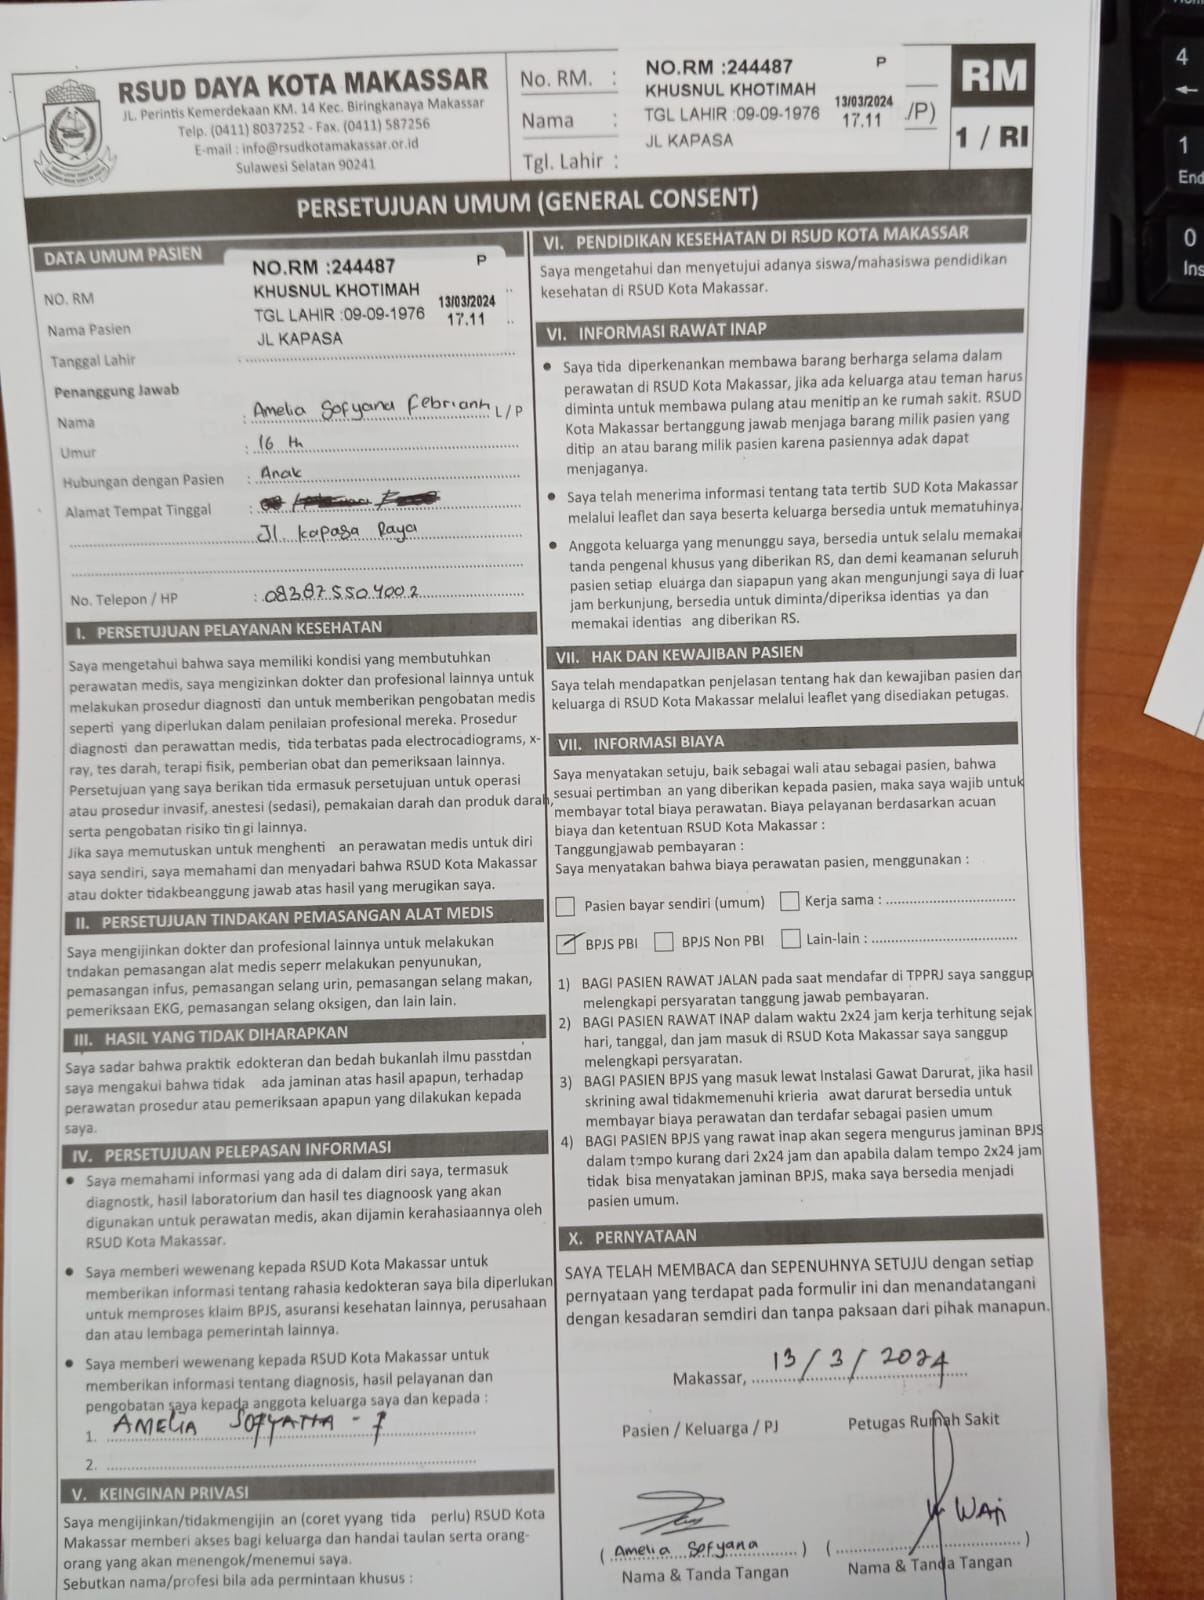 RSUD DAYA KOTA MAKASSAR
JL. Perintis Kemerdekaan KM. 14 Kec. Biringkanaya Makassar
Telp. (0411) 8037252 - Fax. (0411) 587256
E-mail : info@rsudkotamakassar.or.id
Sulawesi Selatan 90241
No. RM. :
Nama :
Tgl. Lahir :
NO.RM :244487 P
KHUSNUL KHOTIMAH
TGL LAHIR :09-09-1976 13/03/2024 17.11
JL KAPASA
/P)
RM
1 / RI
PERSETUJUAN UMUM (GENERAL CONSENT)
DATA UMUM PASIEN
NO. RM
Nama Pasien
Tanggal Lahir
NO.RM :244487 P
KHUSNUL KHOTIMAH
TGL LAHIR :09-09-1976 13/03/2024 17.11
JL KAPASA
Penanggung Jawab
Nama : Amelia Sofyana Febrianti L / P
Umur : 16 th
Hubungan dengan Pasien : Anak
Alamat Tempat Tinggal :
Jl. Kapasa Raya
No. Telepon / HP : 083875504002
I. PERSETUJUAN PELAYANAN KESEHATAN
Saya mengetahui bahwa saya memiliki kondisi yang membutuhkan
perawatan medis, saya mengizinkan dokter dan profesional lainnya untuk
melakukan prosedur diagnosti dan untuk memberikan pengobatan medis
seperti yang diperlukan dalam penilaian profesional mereka. Prosedur
diagnosti dan perawattan medis, tida terbatas pada electrocadiograms, x-
ray, tes darah, terapi fisik, pemberian obat dan pemeriksaan lainnya.
Persetujuan yang saya berikan tida ermasuk persetujuan untuk operasi
atau prosedur invasif, anestesi (sedasi), pemakaian darah dan produk darah,
serta pengobatan risiko tin gi lainnya.
Jika saya memutuskan untuk menghenti an perawatan medis untuk diri
saya sendiri, saya memahami dan menyadari bahwa RSUD Kota Makassar
atau dokter tidakbeanggung jawab atas hasil yang merugikan saya.
II. PERSETUJUAN TINDAKAN PEMASANGAN ALAT MEDIS
Saya mengijinkan dokter dan profesional lainnya untuk melakukan
tndakan pemasangan alat medis seperr melakukan penyunukan,
pemasangan infus, pemasangan selang urin, pemasangan selang makan,
pemeriksaan EKG, pemasangan selang oksigen, dan lain lain.
III. HASIL YANG TIDAK DIHARAPKAN
Saya sadar bahwa praktik edokteran dan bedah bukanlah ilmu passtdan
saya mengakui bahwa tidak ada jaminan atas hasil apapun, terhadap
perawatan prosedur atau pemeriksaan apapun yang dilakukan kepada
saya.
IV. PERSETUJUAN PELEPASAN INFORMASI
• Saya memahami informasi yang ada di dalam diri saya, termasuk
diagnostk, hasil laboratorium dan hasil tes diagnoosk yang akan
digunakan untuk perawatan medis, akan dijamin kerahasiaannya oleh
RSUD Kota Makassar.
• Saya memberi wewenang kepada RSUD Kota Makassar untuk
memberikan informasi tentang rahasia kedokteran saya bila diperlukan
untuk memproses klaim BPJS, asuransi kesehatan lainnya, perusahaan
dan atau lembaga pemerintah lainnya.
• Saya memberi wewenang kepada RSUD Kota Makassar untuk
memberikan informasi tentang diagnosis, hasil pelayanan dan
pengobatan saya kepada anggota keluarga saya dan kepada :
1. AMELIA SOFYANA - F
2.
V. KEINGINAN PRIVASI
Saya mengijinkan/tidakmengijin an (coret yyang tida perlu) RSUD Kota
Makassar memberi akses bagi keluarga dan handai taulan serta orang-
orang yang akan menengok/menemui saya.
Sebutkan nama/profesi bila ada permintaan khusus :
VI. PENDIDIKAN KESEHATAN DI RSUD KOTA MAKASSAR
Saya mengetahui dan menyetujui adanya siswa/mahasiswa pendidikan
kesehatan di RSUD Kota Makassar.
VI. INFORMASI RAWAT INAP
• Saya tida diperkenankan membawa barang berharga selama dalam
perawatan di RSUD Kota Makassar, jika ada keluarga atau teman harus
diminta untuk membawa pulang atau menitip an ke rumah sakit. RSUD
Kota Makassar bertanggung jawab menjaga barang milik pasien yang
ditip an atau barang milik pasien karena pasiennya adak dapat
menjaganya.
• Saya telah menerima informasi tentang tata tertib SUD Kota Makassar
melalui leaflet dan saya beserta keluarga bersedia untuk mematuhinya.
• Anggota keluarga yang menunggu saya, bersedia untuk selalu memakai
tanda pengenal khusus yang diberikan RS, dan demi keamanan seluruh
pasien setiap eluarga dan siapapun yang akan mengunjungi saya di luar
jam berkunjung, bersedia untuk diminta/diperiksa identias ya dan
memakai identias ang diberikan RS.
VII. HAK DAN KEWAJIBAN PASIEN
Saya telah mendapatkan penjelasan tentang hak dan kewajiban pasien dan
keluarga di RSUD Kota Makassar melalui leaflet yang disediakan petugas.
VII. INFORMASI BIAYA
Saya menyatakan setuju, baik sebagai wali atau sebagai pasien, bahwa
sesuai pertimban an yang diberikan kepada pasien, maka saya wajib untuk
membayar total biaya perawatan. Biaya pelayanan berdasarkan acuan
biaya dan ketentuan RSUD Kota Makassar :
Tanggungjawab pembayaran :
Saya menyatakan bahwa biaya perawatan pasien, menggunakan :
Pasien bayar sendiri (umum) Kerja sama :
BPJS PBI BPJS Non PBI Lain-lain :
1) BAGI PASIEN RAWAT JALAN pada saat mendafar di TPPRJ saya sanggup
melengkapi persyaratan tanggung jawab pembayaran.
2) BAGI PASIEN RAWAT INAP dalam waktu 2x24 jam kerja terhitung sejak
hari, tanggal, dan jam masuk di RSUD Kota Makassar saya sanggup
melengkapi persyaratan.
3) BAGI PASIEN BPJS yang masuk lewat Instalasi Gawat Darurat, jika hasil
skrining awal tidakmemenuhi krieria awat darurat bersedia untuk
membayar biaya perawatan dan terdafar sebagai pasien umum
4) BAGI PASIEN BPJS yang rawat inap akan segera mengurus jaminan BPJS
dalam tempo kurang dari 2x24 jam dan apabila dalam tempo 2x24 jam
tidak bisa menyatakan jaminan BPJS, maka saya bersedia menjadi
pasien umum.
X. PERNYATAAN
SAYA TELAH MEMBACA dan SEPENUHNYA SETUJU dengan setiap
pernyataan yang terdapat pada formulir ini dan menandatangani
dengan kesadaran semdiri dan tanpa paksaan dari pihak manapun.
Makassar, 13 / 3 / 2024
Pasien / Keluarga / PJ Petugas Rumah Sakit
( Amelia Sofyana ) ( )
Nama & Tanda Tangan Nama & Tanda Tangan
4
←
1
End
0
Ins